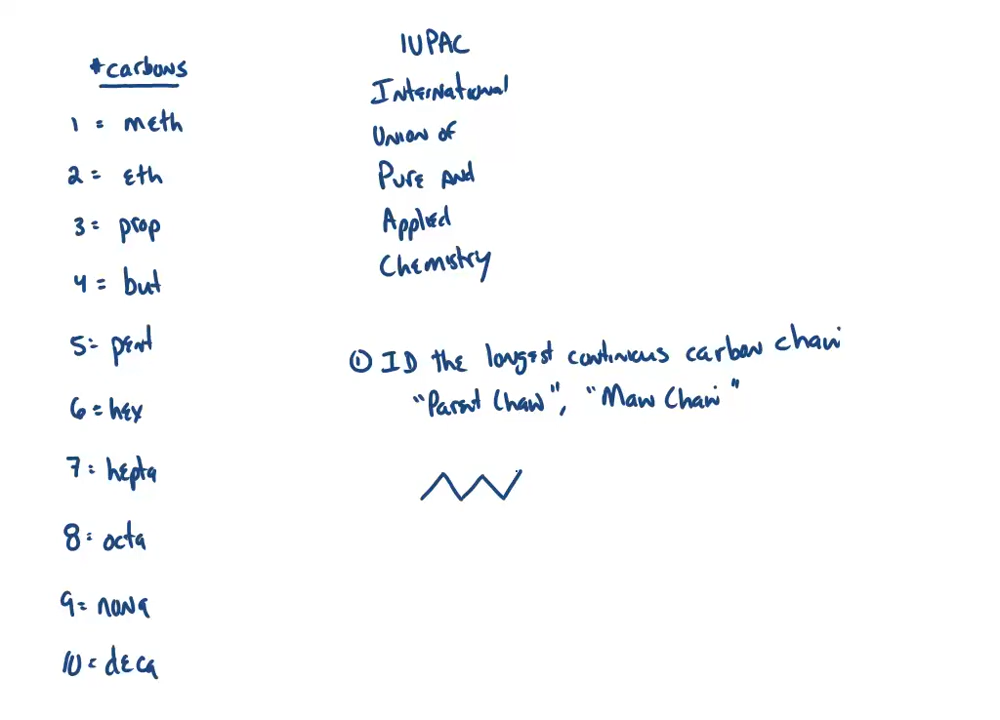 #carbons
1 = meth
2 = eth
3 = prop
4 = but
5 = pent
6 = hex
7 = hepta
8 = octa
9 = nona
10 = deca
IUPAC
International
Union of
Pure and
Applied
Chemistry
① ID the longest continuous carbon chain
"Parent Chain", "Main Chain"